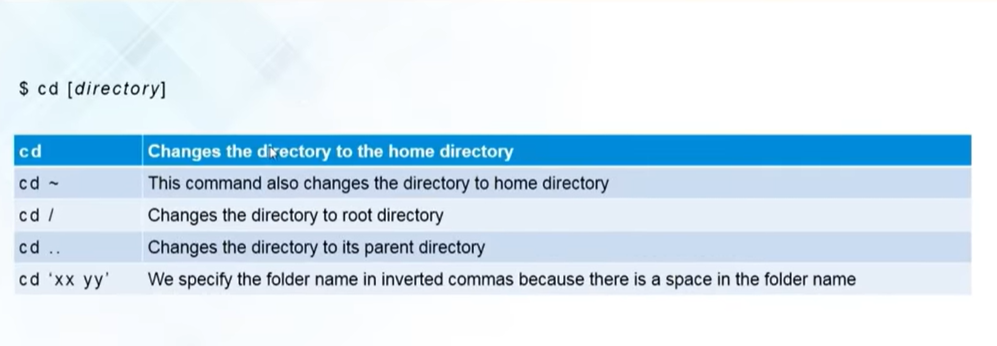 $ cd [directory]
cd Changes the directory to the home directory
cd ~ This command also changes the directory to home directory
cd / Changes the directory to root directory
cd .. Changes the directory to its parent directory
cd ‘xx yy’ We specify the folder name in inverted commas because there is a space in the folder name